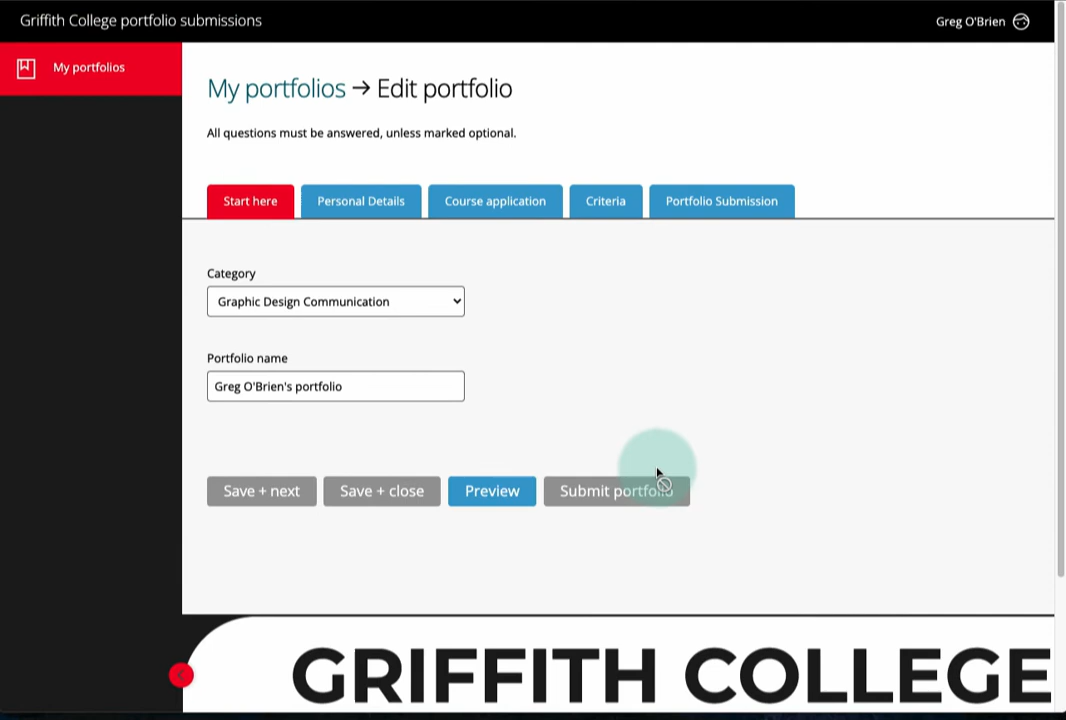 Griffith College portfolio submissions
Greg O'Brien
My portfolios
My portfolios → Edit portfolio
All questions must be answered, unless marked optional.
Start here
Personal Details
Course application
Criteria
Portfolio Submission
Category
Graphic Design Communication
Portfolio name
Greg O'Brien's portfolio
Save + next
Save + close
Preview
Submit portfolio
GRIFFITH COLLEGE